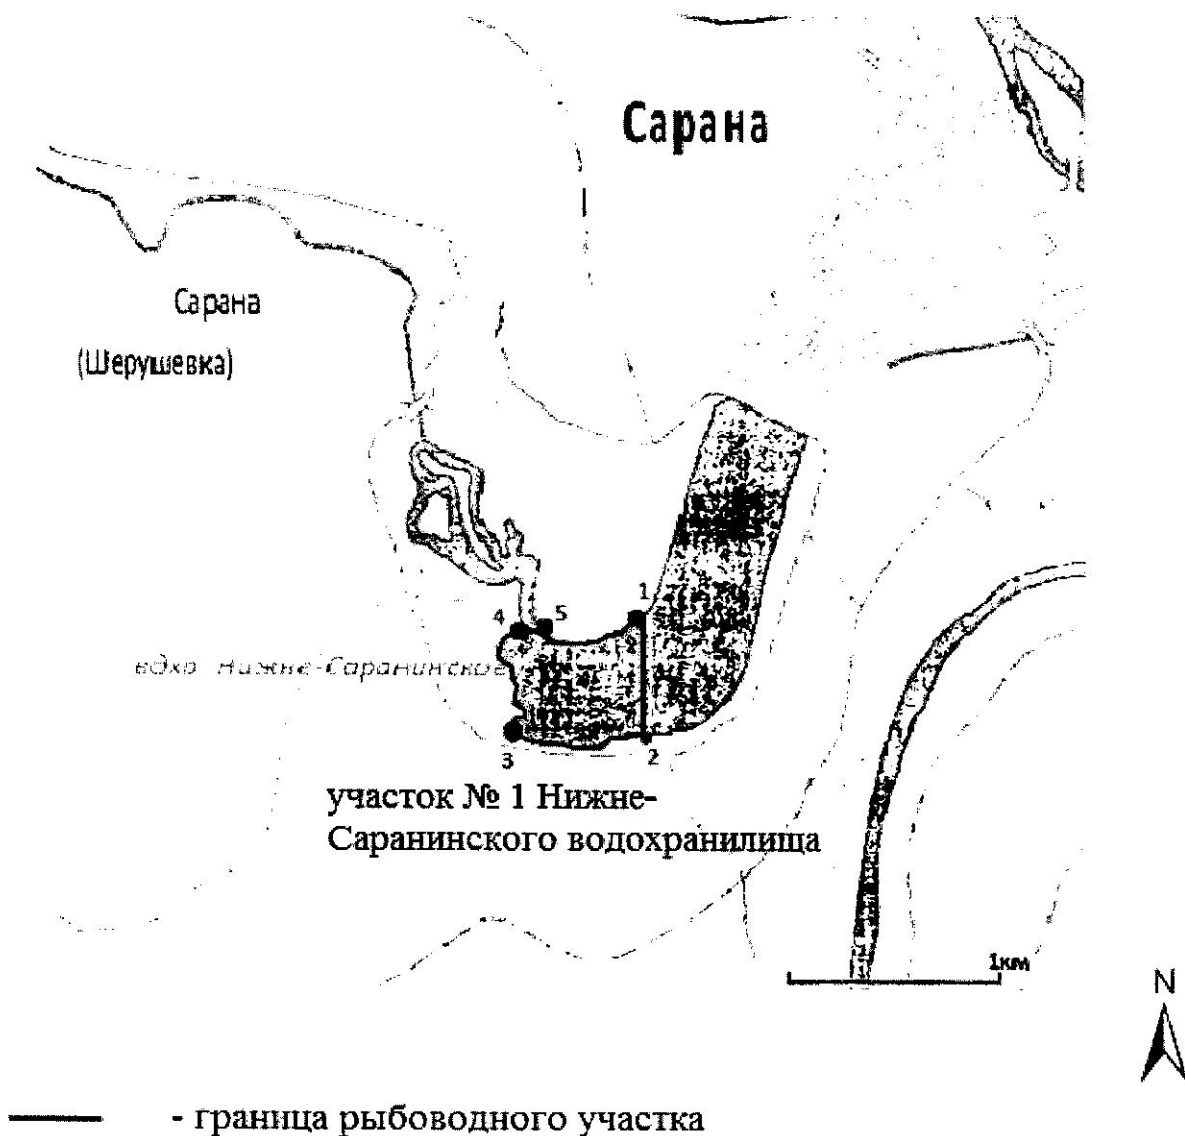 Сарана
Сарана
(Шерушевка)
1
4
5
вдхр Нижне-Саранинское
3
2
участок № 1 Нижне-
Саранинского водохранилища
1км
N
- граница рыбоводного участка